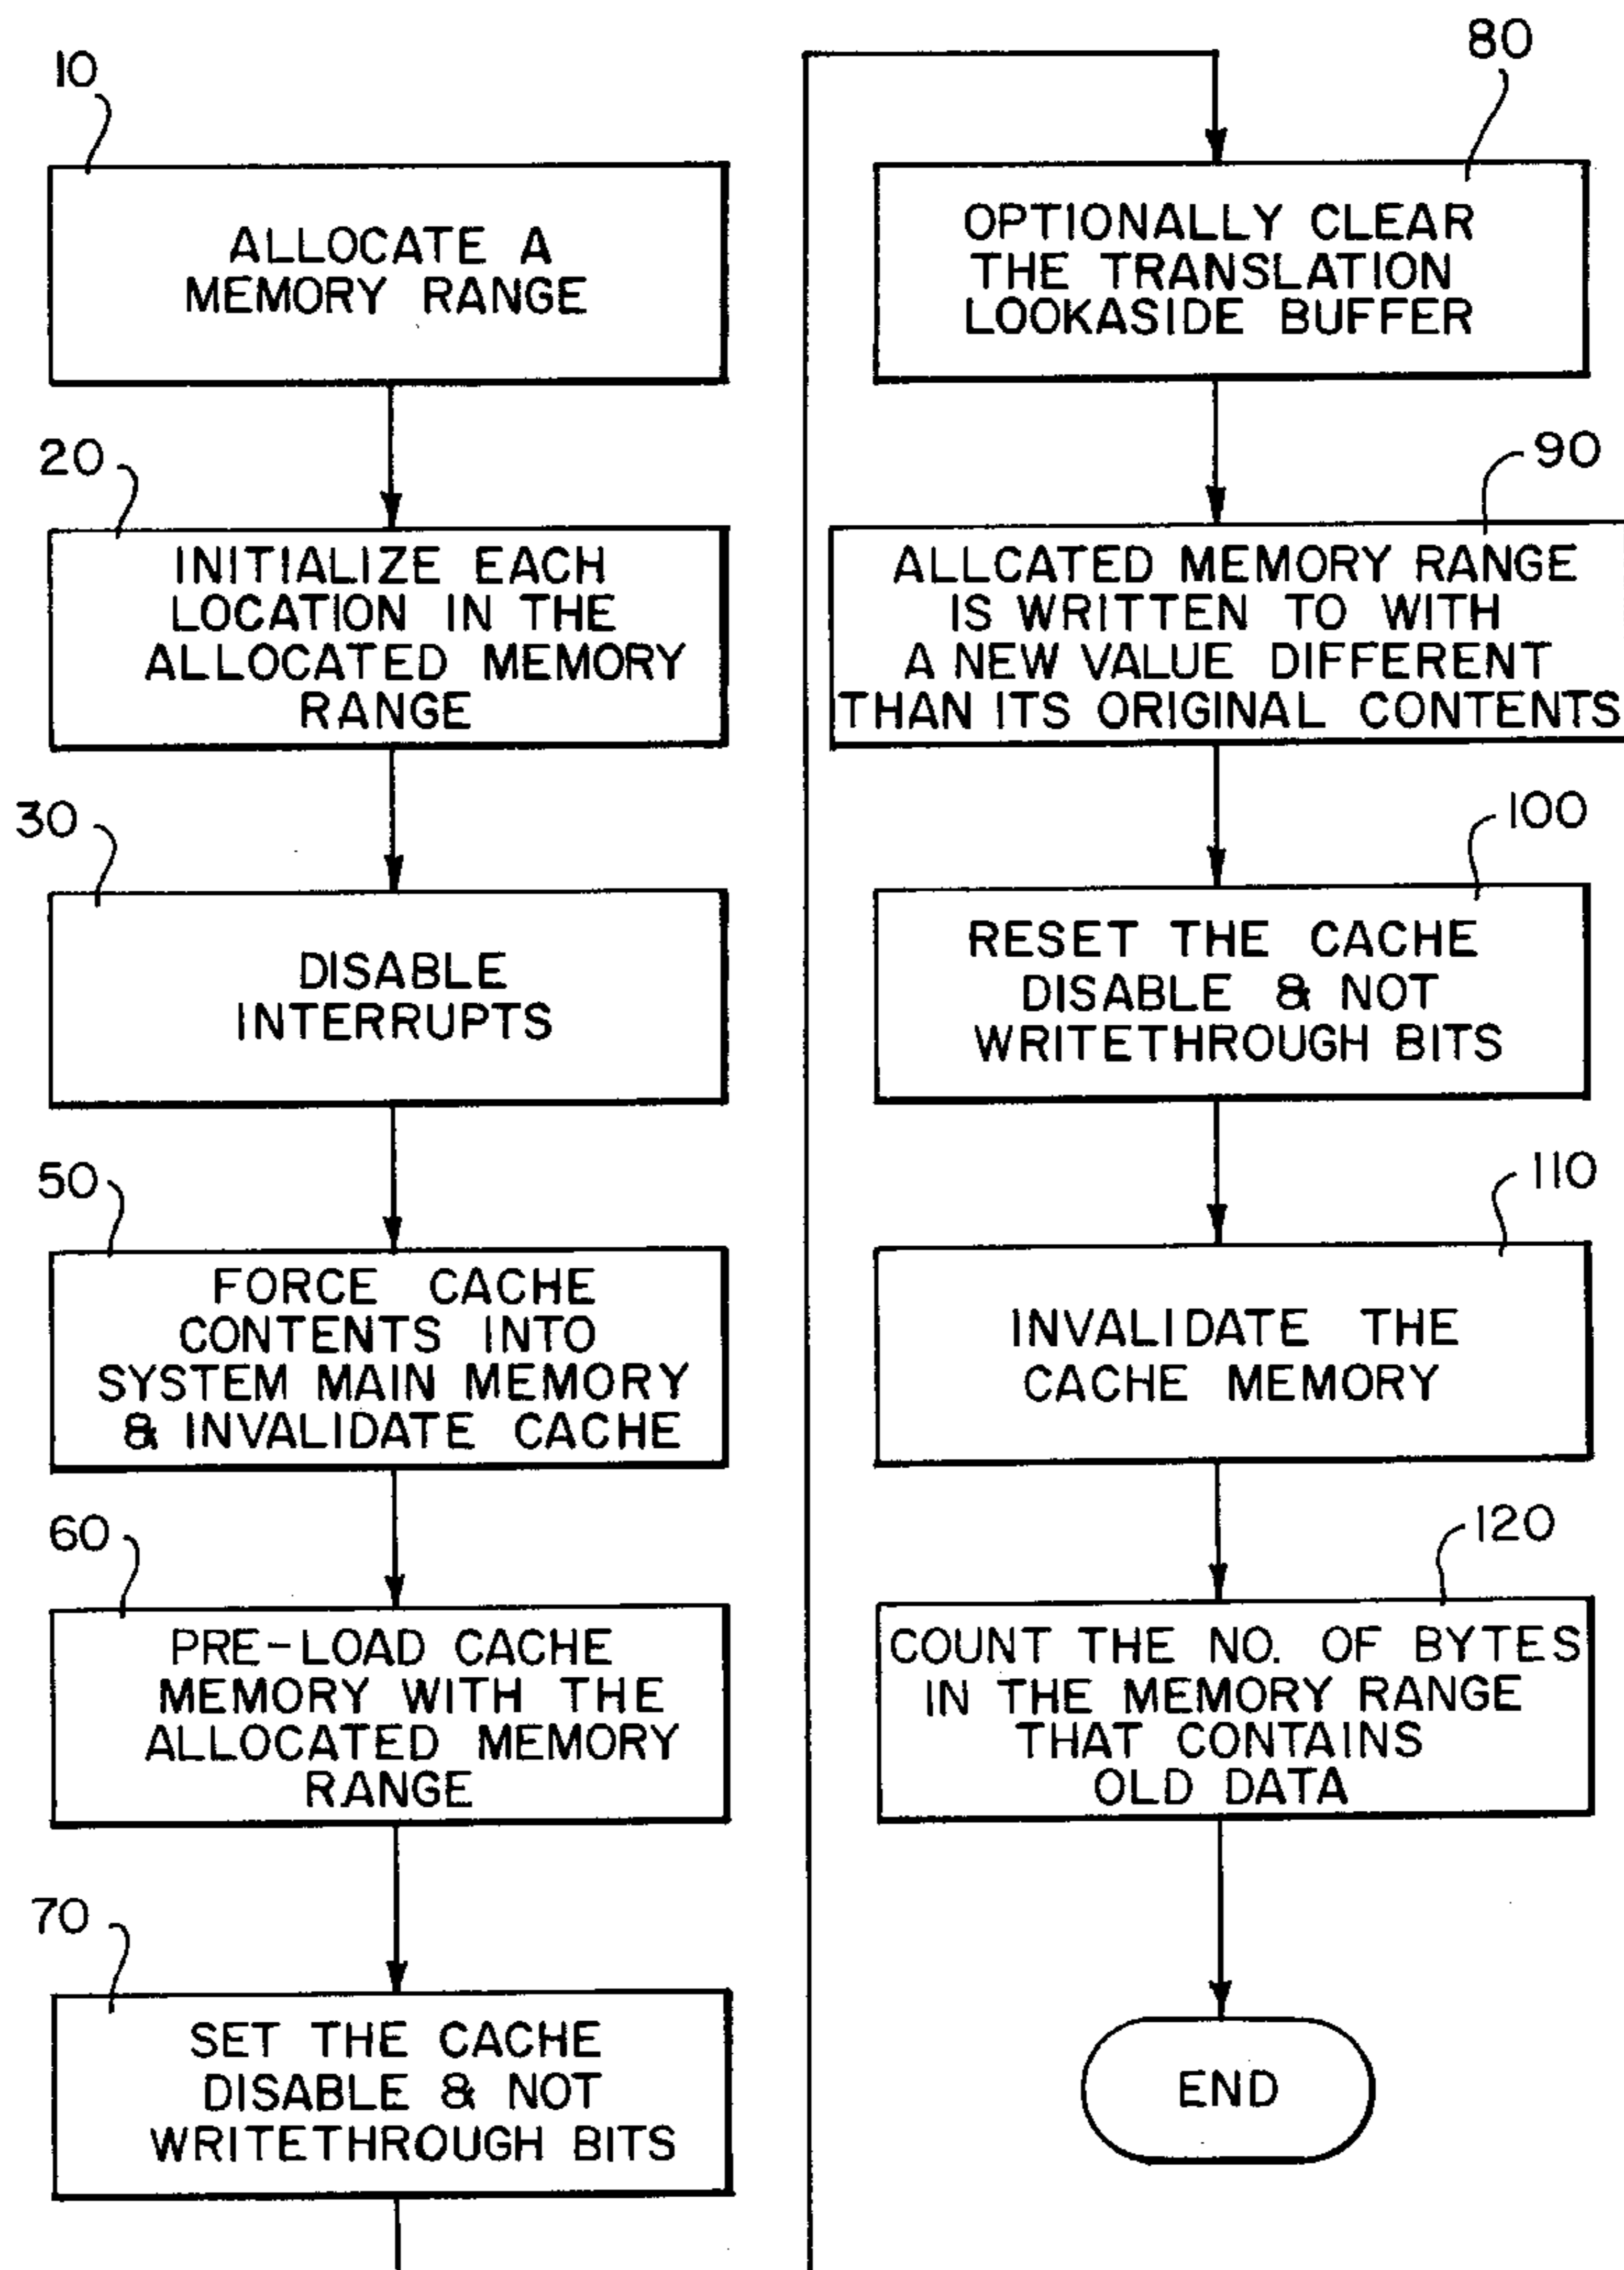 10
ALLOCATE A
MEMORY RANGE
20
INITIALIZE EACH
LOCATION IN THE
ALLOCATED MEMORY
RANGE
30
DISABLE
INTERRUPTS
50
FORCE CACHE
CONTENTS INTO
SYSTEM MAIN MEMORY
& INVALIDATE CACHE
60
PRE-LOAD CACHE
MEMORY WITH THE
ALLOCATED MEMORY
RANGE
70
SET THE CACHE
DISABLE & NOT
WRITETHROUGH BITS
80
OPTIONALLY CLEAR
THE TRANSLATION
LOOKASIDE BUFFER
90
ALLCATED MEMORY RANGE
IS WRITTEN TO WITH
A NEW VALUE DIFFERENT
THAN ITS ORIGINAL CONTENTS
100
RESET THE CACHE
DISABLE & NOT
WRITETHROUGH BITS
110
INVALIDATE THE
CACHE MEMORY
120
COUNT THE NO. OF BYTES
IN THE MEMORY RANGE
THAT CONTAINS
OLD DATA
END